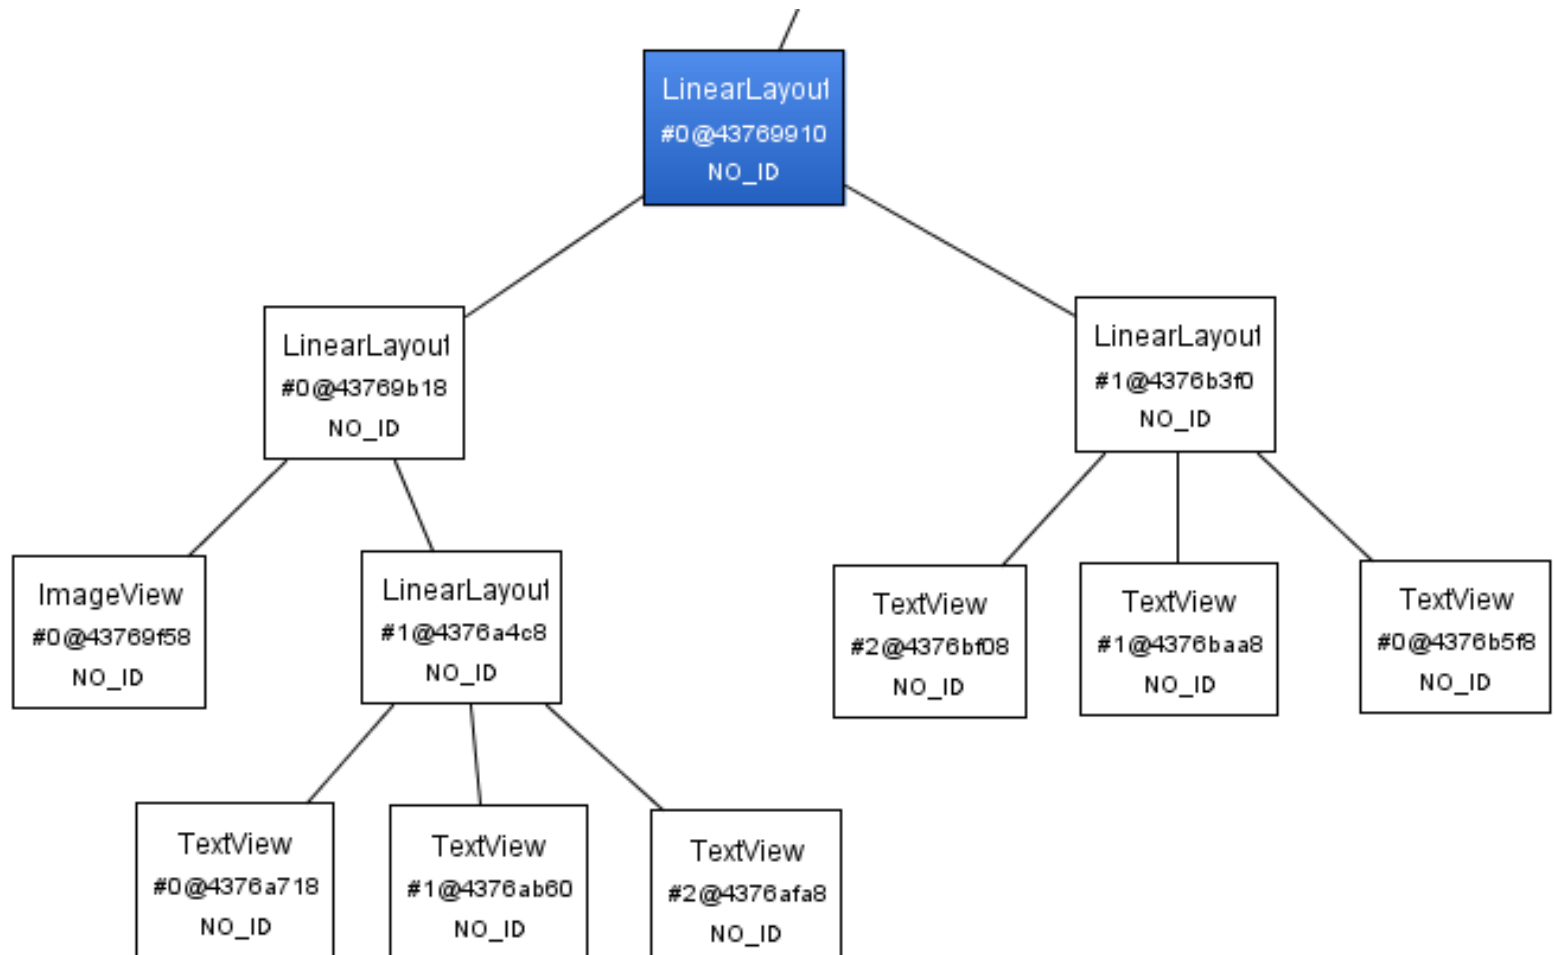 LinearLayout
#0@43769910
NO_ID
LinearLayout
#0@43769b18
NO_ID
LinearLayout
#1@4376b3f0
NO_ID
ImageView
#0@43769f58
NO_ID
LinearLayout
#1@4376a4c8
NO_ID
TextView
#2@4376bf08
NO_ID
TextView
#1@4376baa8
NO_ID
TextView
#0@4376b5f8
NO_ID
TextView
#0@4376a718
NO_ID
TextView
#1@4376ab60
NO_ID
TextView
#2@4376afa8
NO_ID